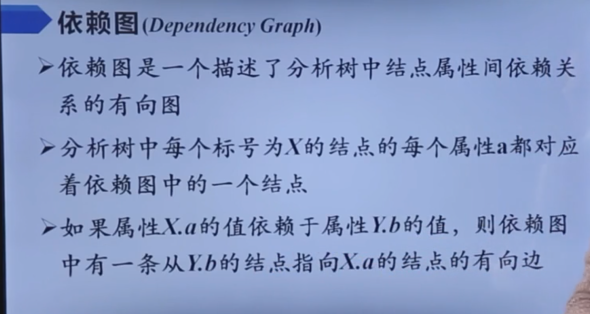 依赖图(Dependency Graph)
➢依赖图是一个描述了分析树中结点属性间依赖关
系的有向图
➢分析树中每个标号为X的结点的每个属性a都对应
着依赖图中的一个结点
➢如果属性X.a的值依赖于属性Y.b的值，则依赖图
中有一条从Y.b的结点指向X.a的结点的有向边